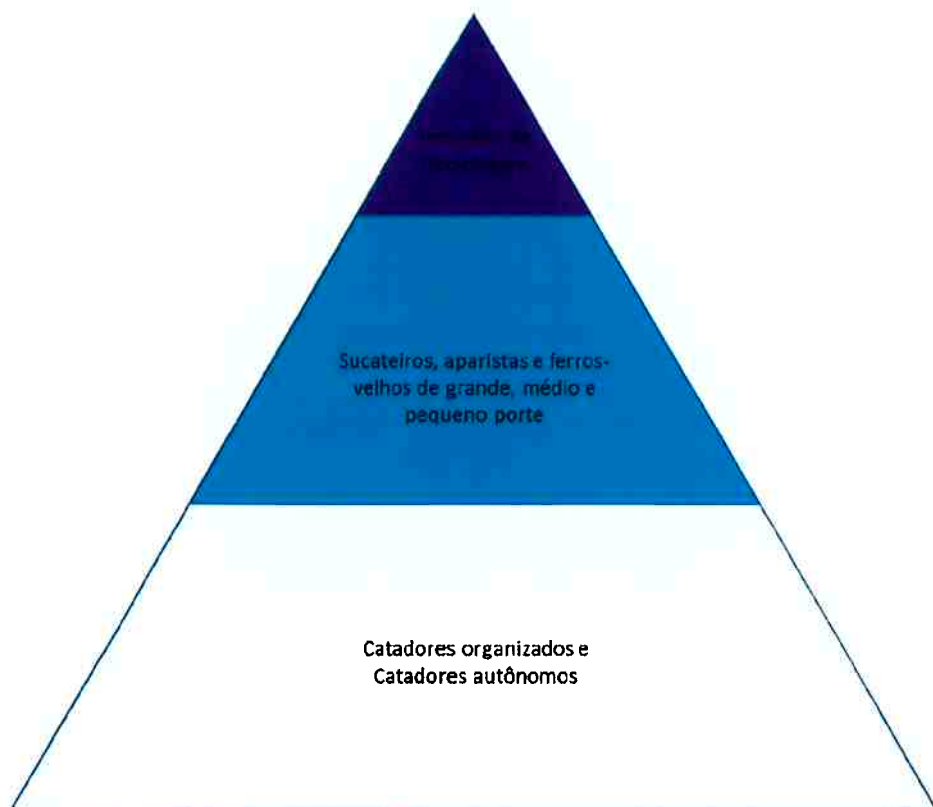 Sucateiros, aparistas e ferros-
velhos de grande, médio e
pequeno porte
Catadores organizados e
Catadores autônomos